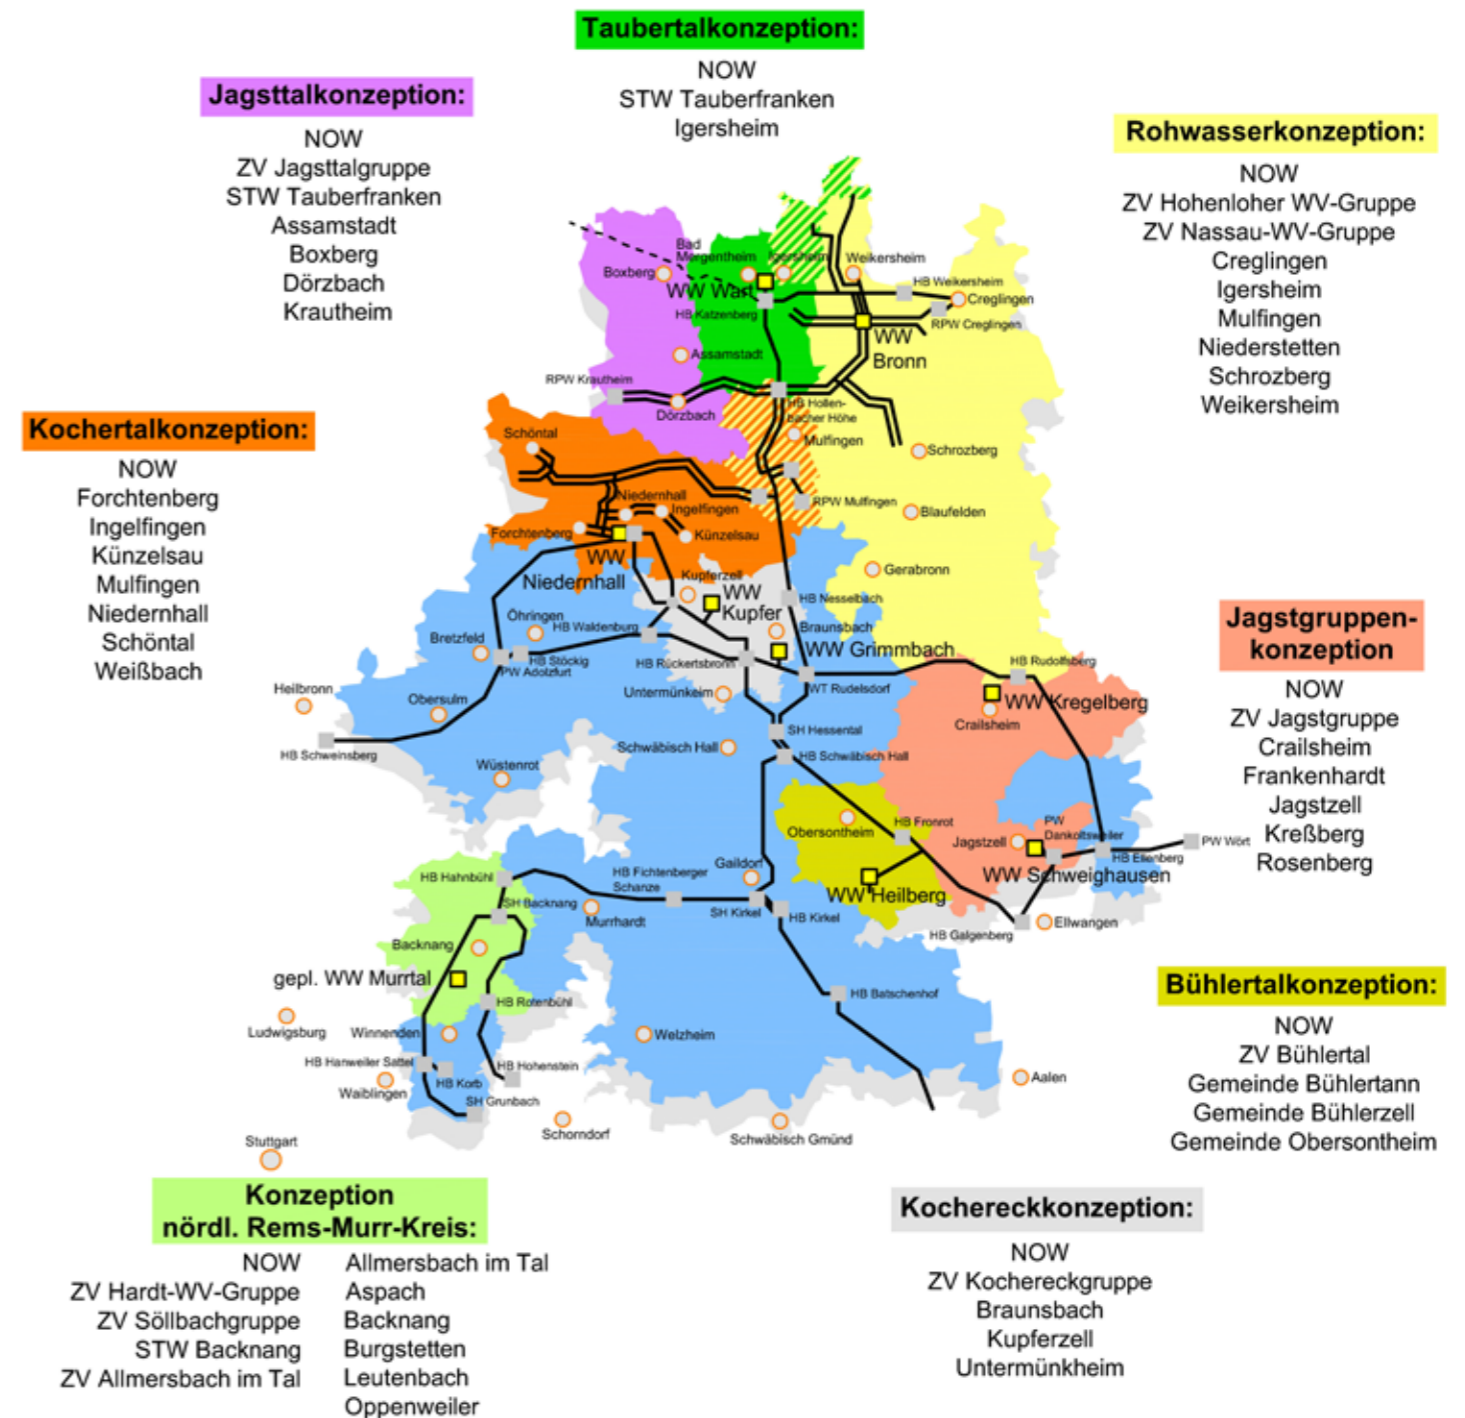 Taubertalkonzeption:
NOW
STW Tauberfranken
Igersheim
Jagsttalkonzeption:
NOW
ZV Jagsttalgruppe
STW Tauberfranken
Assamstadt
Boxberg
Dörzbach
Krautheim
Rohwasserkonzeption:
NOW
ZV Hohenloher WV-Gruppe
ZV Nassau-WV-Gruppe
Creglingen
Igersheim
Mulfingen
Niederstetten
Schrozberg
Weikersheim
Kochertalkonzeption:
NOW
Forchtenberg
Ingelfingen
Künzelsau
Mulfingen
Niedernhall
Schöntal
Weißbach
Bad
Mergentheim
Igersheim
Weikersheim
Boxberg
WW Wart
HB Weikersheim
Creglingen
HB Katzenberg
RPW Creglingen
WW
Bronn
Assamstadt
RPW Krautheim
Dörzbach
HB Hollen-
bacher Höhe
Mulfingen
Schöntal
Schrozberg
Niedernhall
Ingelfingen
RPW Mulfingen
Blaufelden
Forchtenberg
Künzelsau
WW
Niedernhall
Kupferzell
WW
Kupfer
Gerabronn
HB Nesselbach
Öhringen
HB Waldenburg
Braunsbach
Bretzfeld
HB Stöckig
PW Adolzfurt
HB Rückertsbronn
WW Grimmbach
HB Rudolfsberg
Heilbronn
Obersulm
Untermünkeim
WT Rudelsdorf
WW Kregelberg
Crailsheim
HB Schweinsberg
SH Hessental
Schwäbisch Hall
HB Schwäbisch Hall
Wüstenrot
Obersontheim
HB Fronrot
Jagstzell
PW
Dankoltsweiler
HB Ellenberg
PW Wört
WW Schweighausen
HB Hahnbühl
HB Fichtenberger
Schanze
Gaildorf
WW Heilberg
SH Backnang
Murrhardt
SH Kirkel
HB Kirkel
HB Galgenberg
Ellwangen
Backnang
gepl. WW Murrtal
HB Rotenbühl
HB Batschenhof
Ludwigsburg
Winnenden
Welzheim
HB Hanweiler Sattel
HB Hohenstein
Waiblingen
HB Korb
SH Grunbach
Aalen
Schorndorf
Schwäbisch Gmünd
Stuttgart
Jagstgruppen-
konzeption
NOW
ZV Jagstgruppe
Crailsheim
Frankenhardt
Jagstzell
Kreßberg
Rosenberg
Bühlertalkonzeption:
NOW
ZV Bühlertal
Gemeinde Bühlertann
Gemeinde Bühlerzell
Gemeinde Obersontheim
Konzeption
nördl. Rems-Murr-Kreis:
NOW
ZV Hardt-WV-Gruppe
ZV Söllbachgruppe
STW Backnang
ZV Allmersbach im Tal
Allmersbach im Tal
Aspach
Backnang
Burgstetten
Leutenbach
Oppenweiler
Kochereckkonzeption:
NOW
ZV Kochereckgruppe
Braunsbach
Kupferzell
Untermünkheim